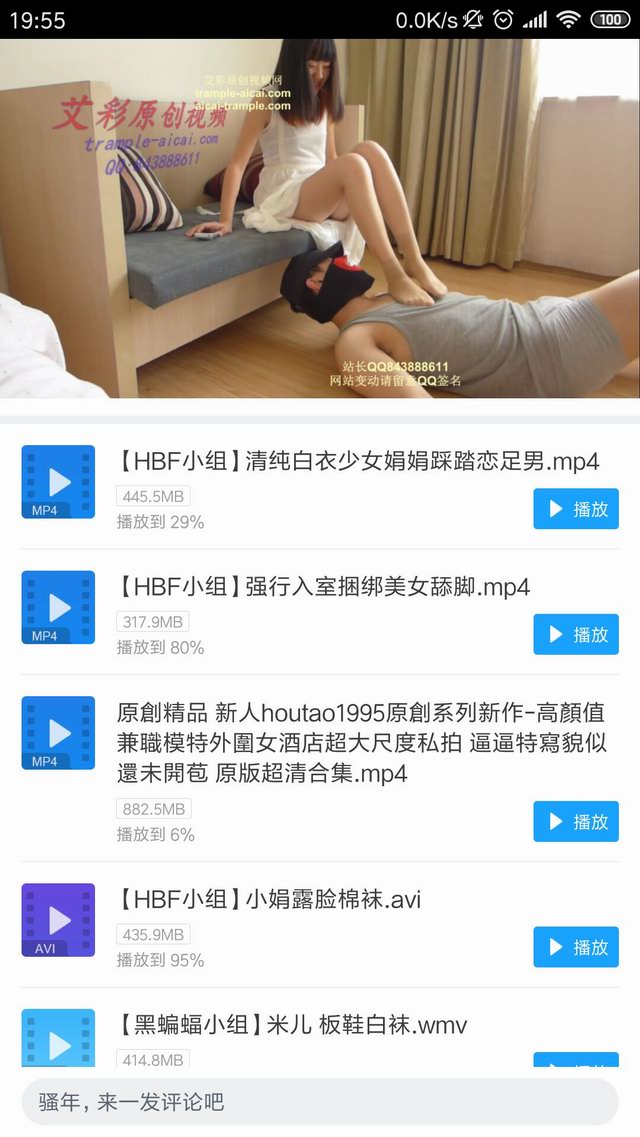 19:55
0.0K/s
100
艾彩原创视频网
trample-aicai.com
aicai-trample.com
艾彩原创视频
trample-aicai.com
QQ:843888611
站长QQ843888611
网站变动请留意QQ签名
【HBF小组】清纯白衣少女娟娟踩踏恋足男.mp4
MP4
445.5MB
播放到 29%
播放
【HBF小组】强行入室捆绑美女舔脚.mp4
MP4
317.9MB
播放到 80%
播放
原創精品 新人houtao1995原創系列新作-高顏值
兼職模特外圍女酒店超大尺度私拍 逼逼特寫貌似
還未開苞 原版超清合集.mp4
MP4
882.5MB
播放到 6%
播放
【HBF小组】小娟露脸棉袜.avi
AVI
435.9MB
播放到 95%
播放
【黑蝙蝠小组】米儿 板鞋白袜.wmv
414.8MB
骚年，来一发评论吧